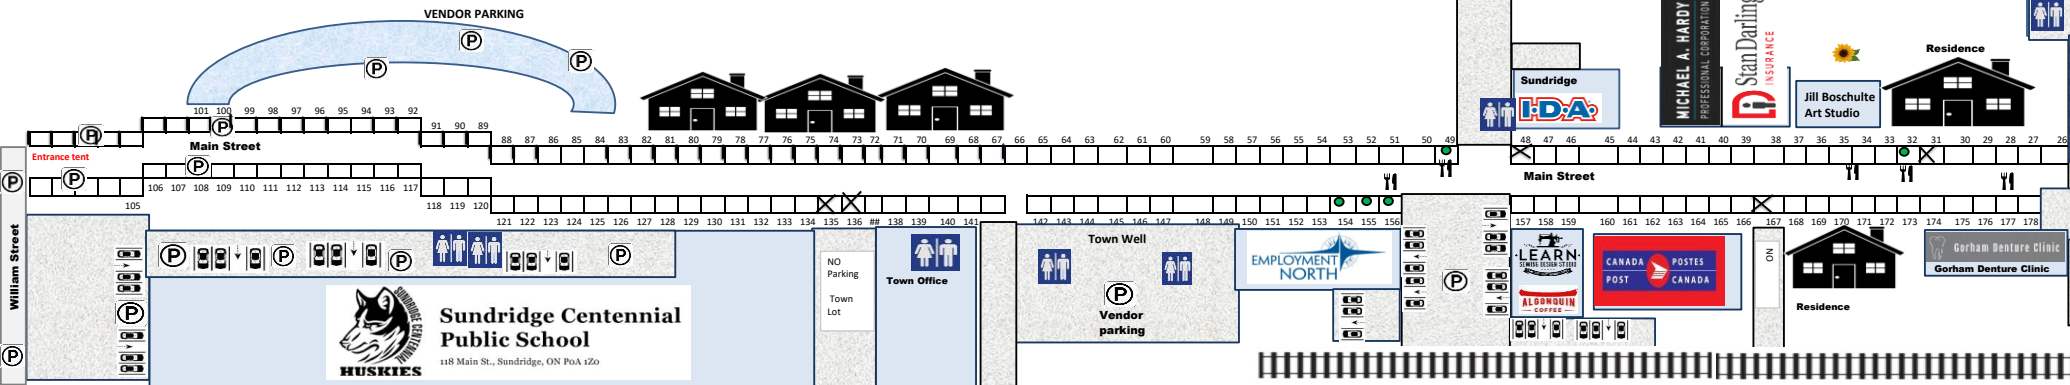 VENDOR PARKING
P
P
P
101 100 99 98 97 96 95 94 93 92
91 90 89
P
P
Main Street
Entrance tent
P
P
P
106 107 108 109 110 111 112 113 114 115 116 117
105
118 119 120
88 87 86 85 84 83 82 81 80 79 78 77 76 75 74 73 72 71 70 69 68 67 66 65 64 63 62 61 60 59 58 57 56 55 54 53 52 51 50 49
121 122 123 124 125 126 127 128 129 130 131 132 133 134 135 136 ## 138 139 140 141
142 143 144 145 146 147 148 149 150 151 152 153 154 155 156
William Street
P
P
P
P
P
P
SUNDRIDGE CENTENNIAL
HUSKIES
Sundridge Centennial
Public School
118 Main St., Sundridge, ON P0A 1Z0
NO
Parking
Town
Lot
Town Office
Town Well
P
Vendor
parking
EMPLOYMENT
NORTH
P
Sundridge
I·D·A·
MICHAEL A. HARDY
PROFESSIONAL CORPORATION
StanDarling
INSURANCE
Jill Boschulte
Art Studio
Residence
48 47 46 45 44 43 42 41 40 39 38 37 36 35 34 33 32 31 30 29 28 27 26
Main Street
157 158 159 160 161 162 163 164 165 166 167 168 169 170 171 172 173 174 175 176 177 178
LEARN
SEWING DESIGN STUDIO
ALGONQUIN
COFFEE
CANADA POSTES
POST CANADA
NO
Residence
Gorham Denture Clinic
Gorham Denture Clinic